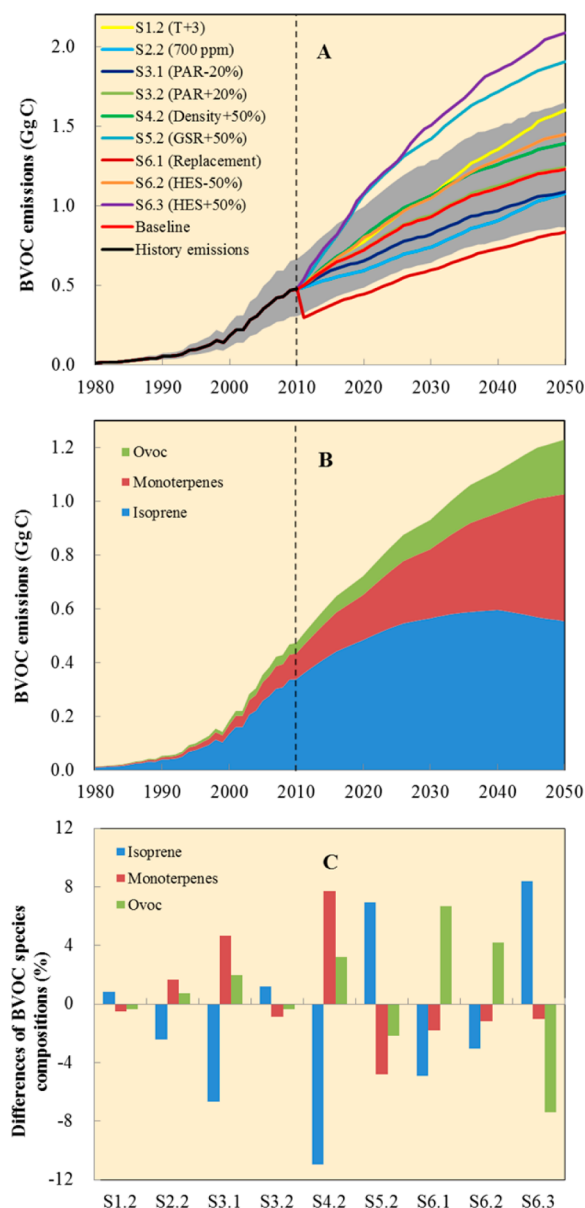 A
S1.2 (T+3)
S2.2 (700 ppm)
S3.1 (PAR-20%)
S3.2 (PAR+20%)
S4.2 (Density+50%)
S5.2 (GSR+50%)
S6.1 (Replacement)
S6.2 (HES-50%)
S6.3 (HES+50%)
Baseline
History emissions
BVOC emissions (Gg C)
2.0
1.5
1.0
0.5
0.0
1980 1990 2000 2010 2020 2030 2040 2050
B
Ovoc
Monoterpenes
Isoprene
BVOC emissions (Gg C)
1.2
1.0
0.8
0.6
0.4
0.2
0.0
1980 1990 2000 2010 2020 2030 2040 2050
C
Isoprene
Monoterpenes
Ovoc
Differences of BVOC species
compositions (%)
12
8
4
0
-4
-8
-12
S1.2 S2.2 S3.1 S3.2 S4.2 S5.2 S6.1 S6.2 S6.3